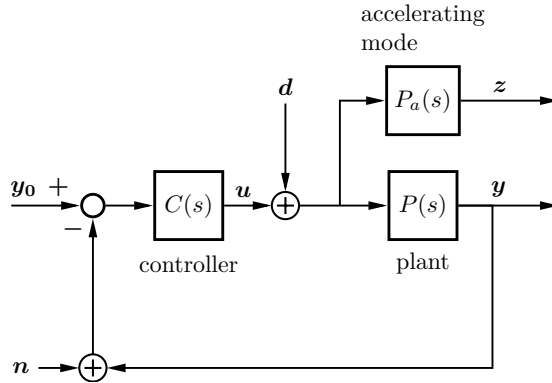 accelerating
mode
d
P_a(s)
z
y_0 +
C(s)
u
P(s)
y
−
controller
plant
n